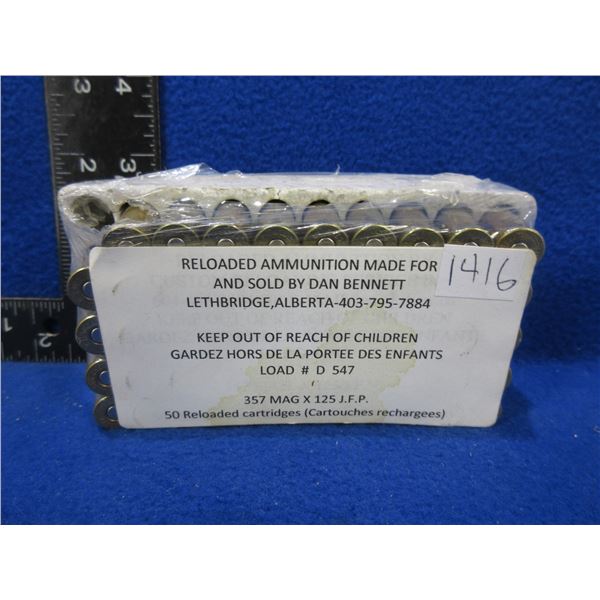 4
3
3
2
2
1
1
RELOADED AMMUNITION MADE FOR
AND SOLD BY DAN BENNETT
LETHBRIDGE,ALBERTA-403-795-7884
1416
KEEP OUT OF REACH OF CHILDREN
GARDEZ HORS DE LA PORTEE DES ENFANTS
LOAD # D 547
357 MAG X 125 J.F.P.
50 Reloaded cartridges (Cartouches rechargees)